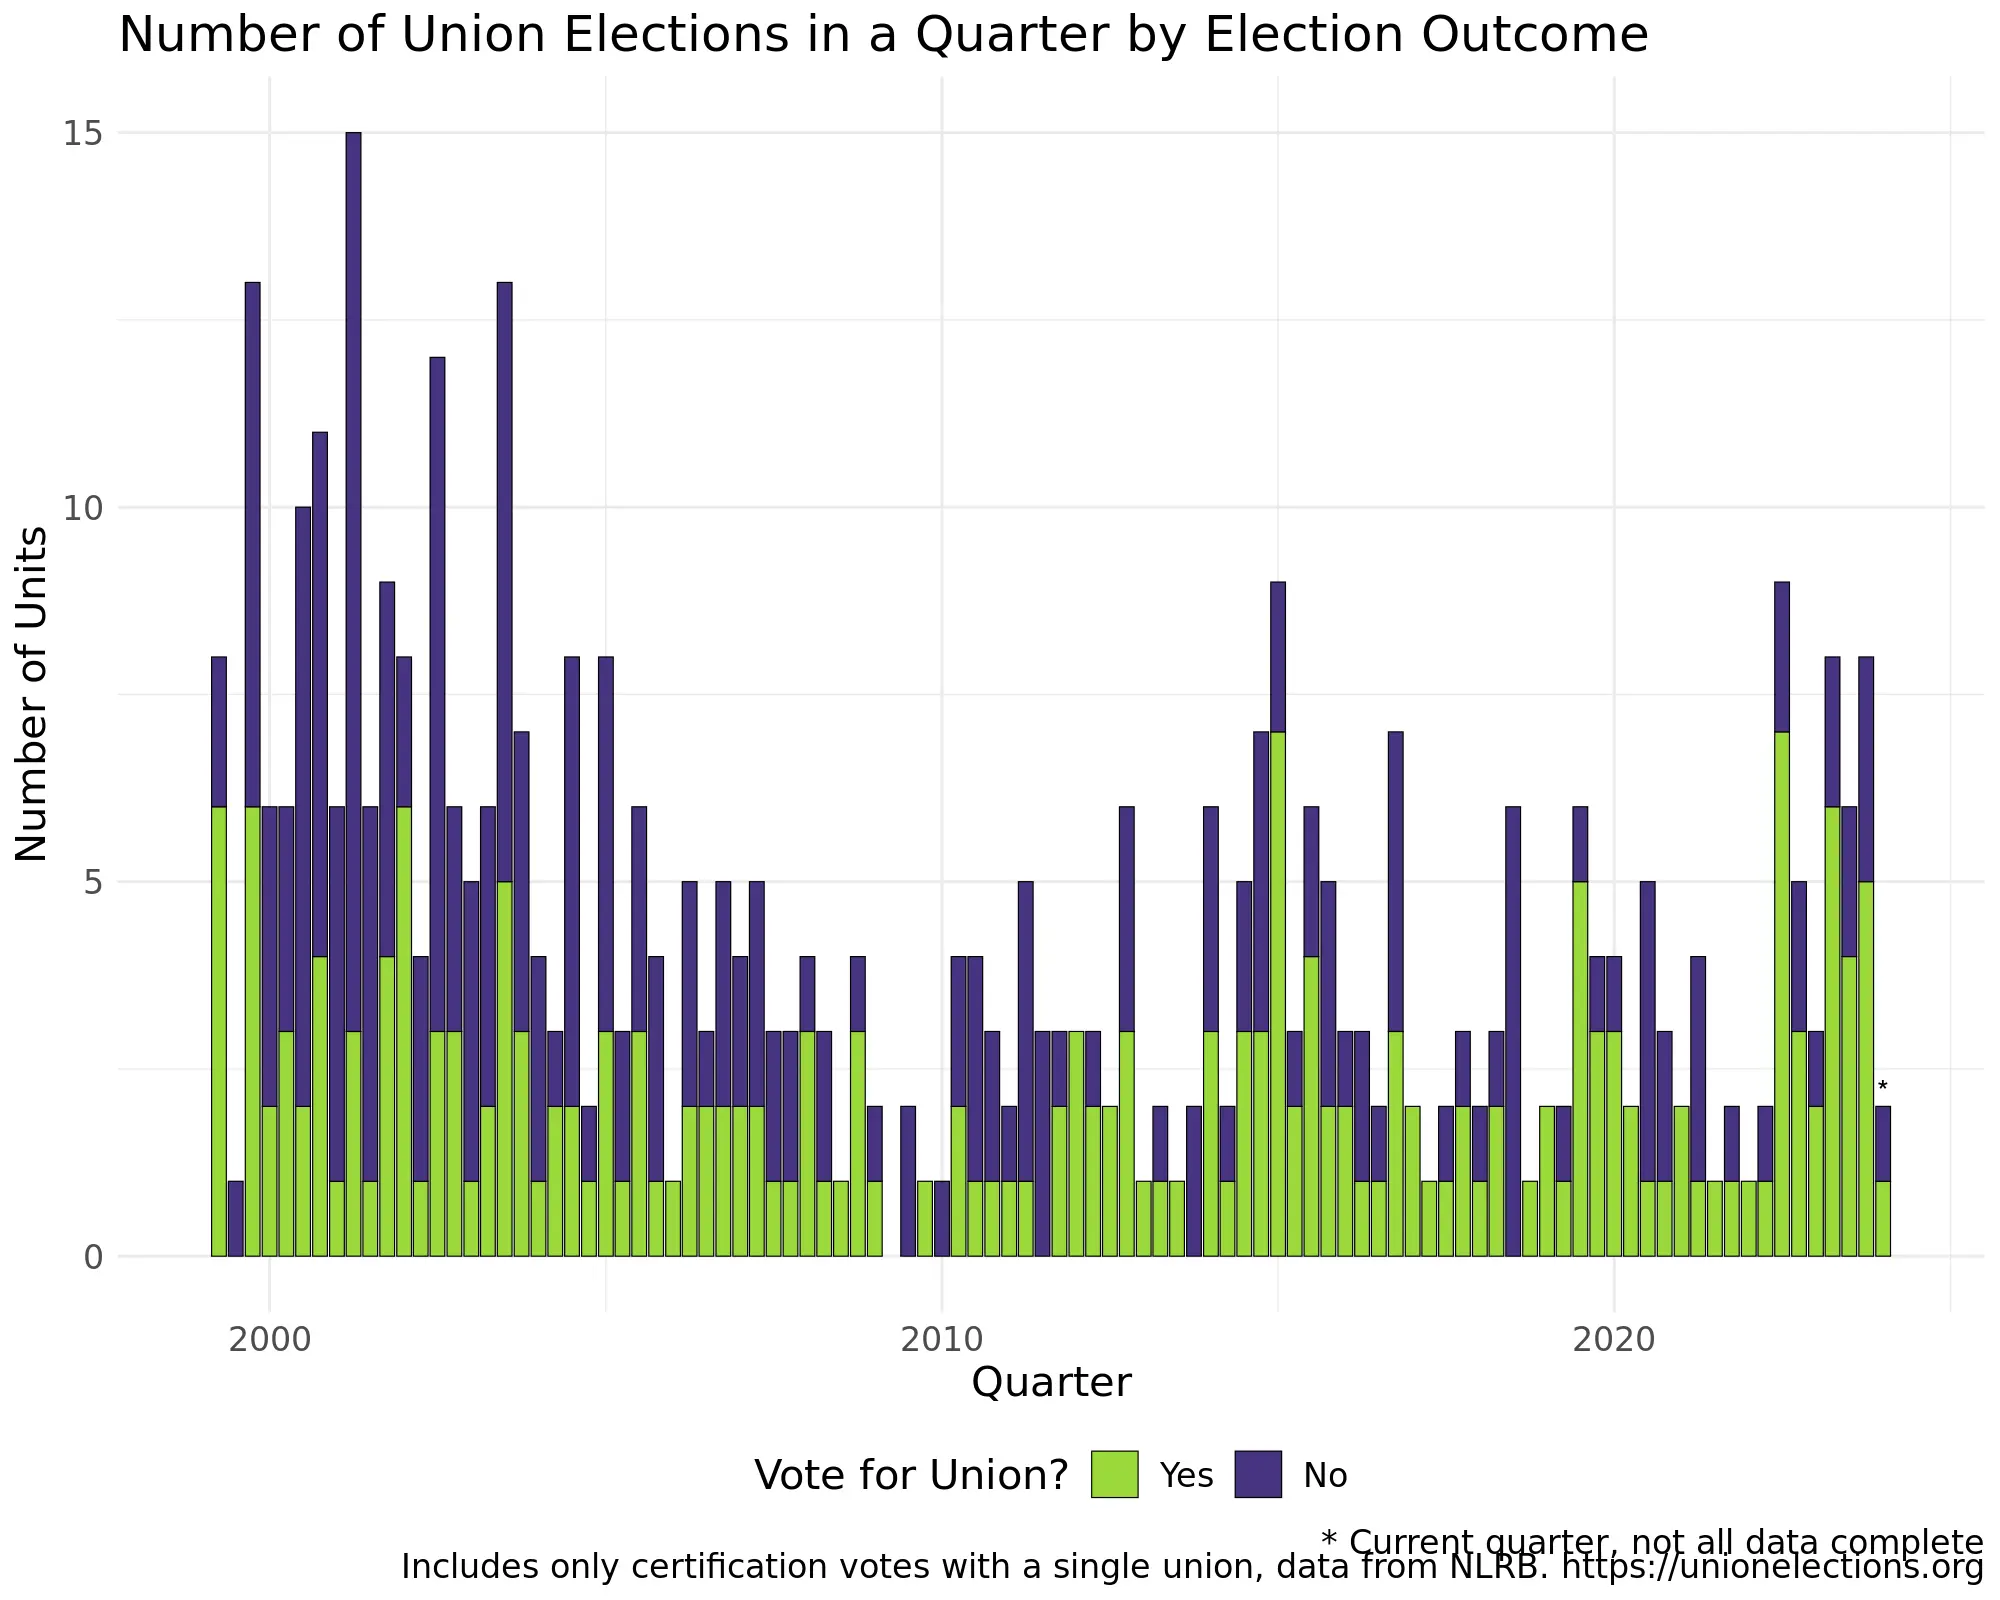 Number of Union Elections in a Quarter by Election Outcome
15
10
5
0
Number of Units
*
2000 2010 2020
Quarter
Vote for Union? Yes No
* Current quarter, not all data complete
Includes only certification votes with a single union, data from NLRB. https://unionelections.org